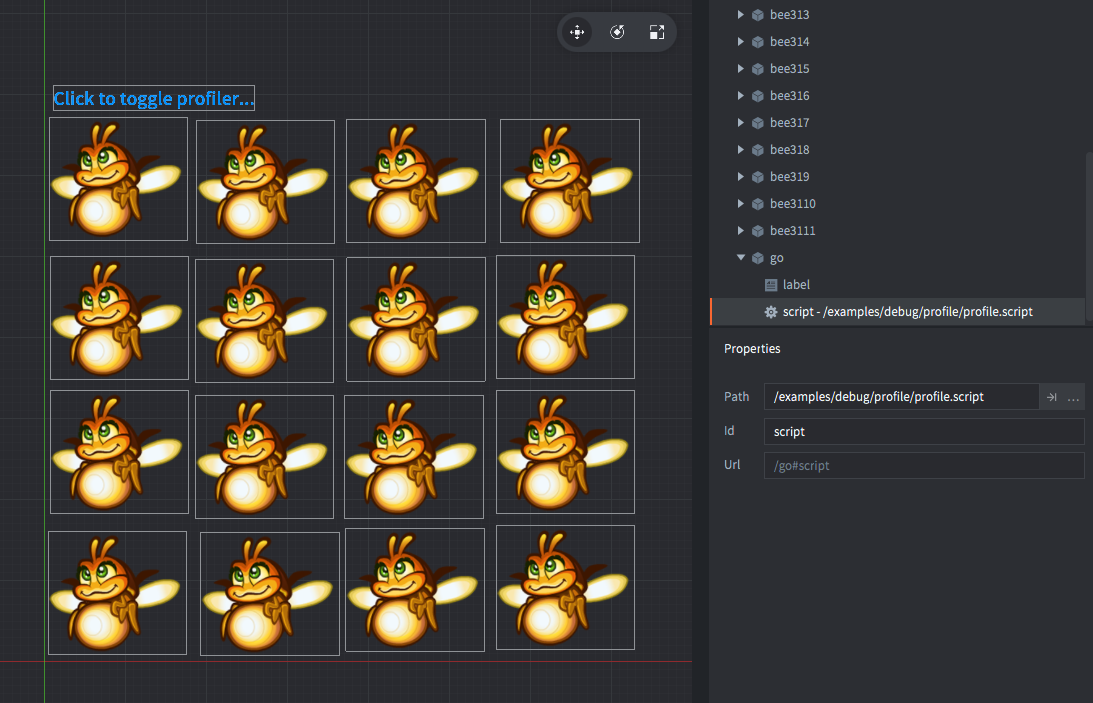 Click to toggle profiler...
bee313
bee314
bee315
bee316
bee317
bee318
bee319
bee3110
bee3111
go
label
script - /examples/debug/profile/profile.script
Properties
Path /examples/debug/profile/profile.script ...
Id script
Url /go#script